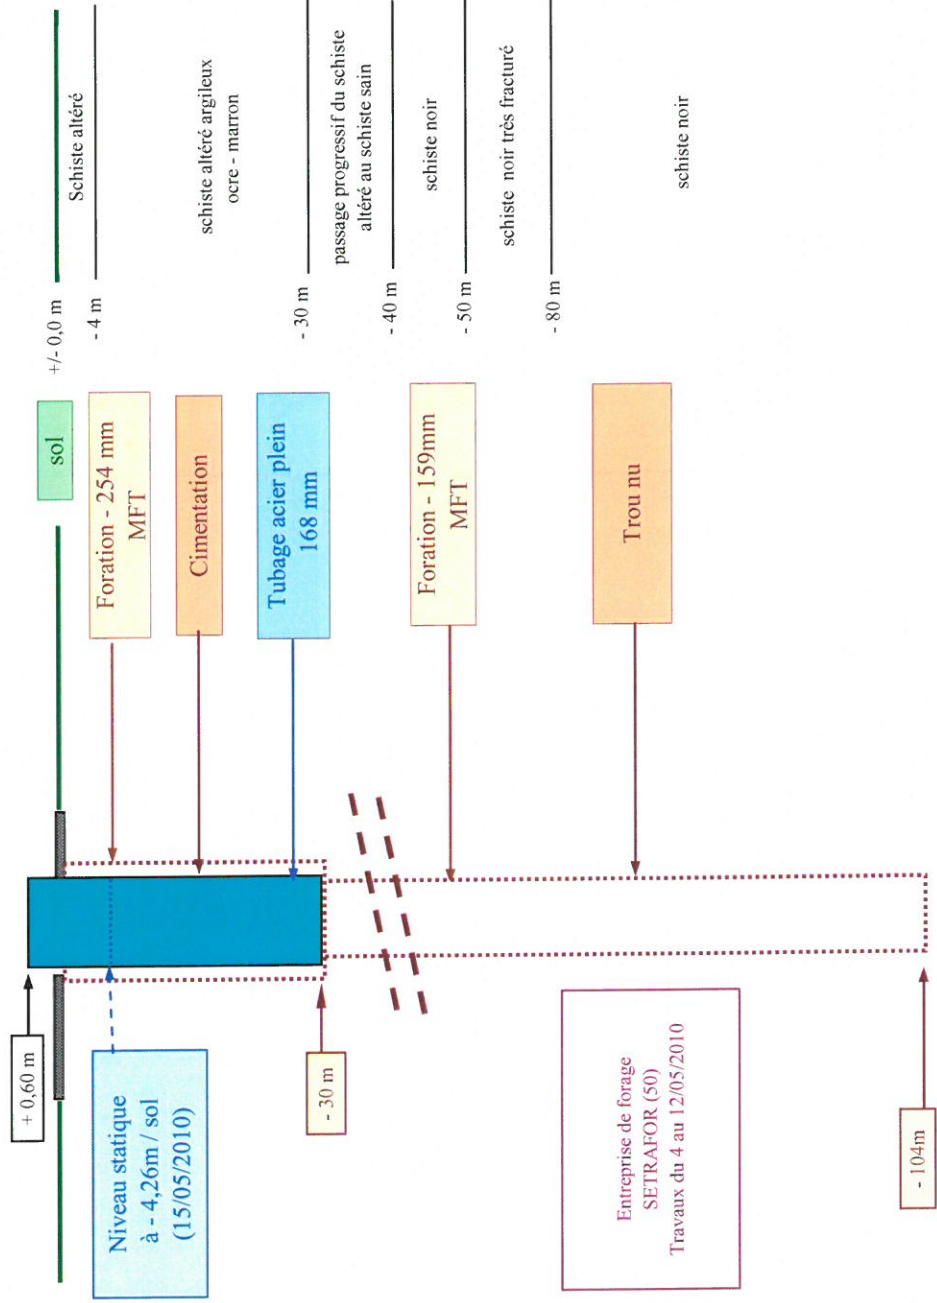 + 0,60 m
Niveau statique
à - 4,26m / sol
(15/05/2010)
- 30 m
Entreprise de forage
SETRAFOR (50)
Travaux du 4 au 12/05/2010
- 104m
sol
Foration - 254 mm
MFT
Cimentation
Tubage acier plein
168 mm
Foration - 159mm
MFT
Trou nu
+/- 0,0 m
Schiste altéré
- 4 m
schiste altéré argileux
ocre - marron
- 30 m
passage progressif du schiste
altéré au schiste sain
- 40 m
schiste noir
- 50 m
schiste noir très fracturé
- 80 m
schiste noir